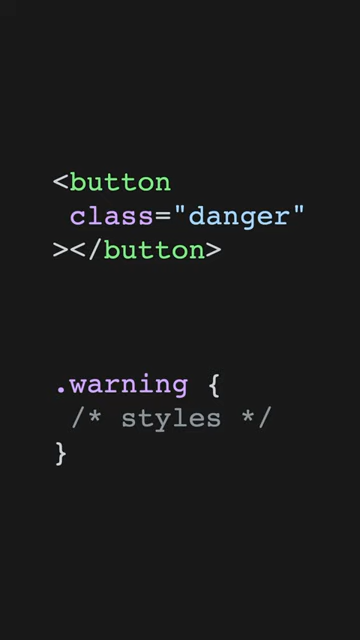 <button
class="danger"
></button>
.warning {
/* styles */
}